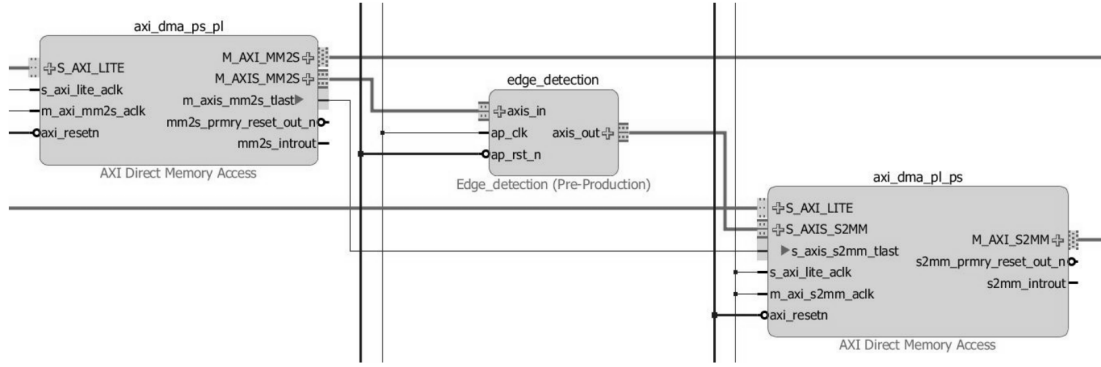 axi_dma_ps_pl
S_AXI_LITE
s_axi_lite_aclk
m_axi_mm2s_aclk
axi_resetn
M_AXI_MM2S
M_AXIS_MM2S
m_axis_mm2s_tlast
mm2s_prmry_reset_out_n
mm2s_introut
AXI Direct Memory Access
edge_detection
axis_in
ap_clk
ap_rst_n
axis_out
Edge_detection (Pre-Production)
axi_dma_pl_ps
S_AXI_LITE
S_AXIS_S2MM
s_axis_s2mm_tlast
s_axi_lite_aclk
m_axi_s2mm_aclk
axi_resetn
M_AXI_S2MM
s2mm_prmry_reset_out_n
s2mm_introut
AXI Direct Memory Access